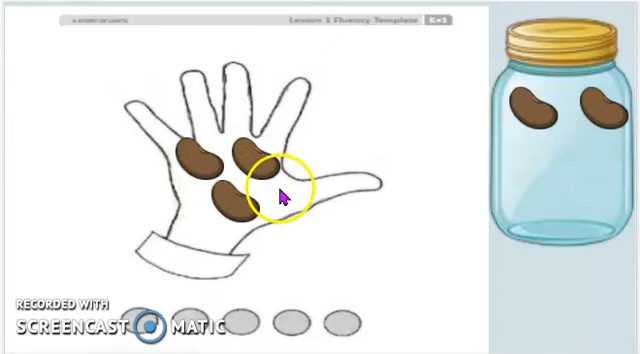 A STORY OF UNITS
Lesson 1 Fluency Template
K•1
RECORDED WITH
SCREENCAST MATIC